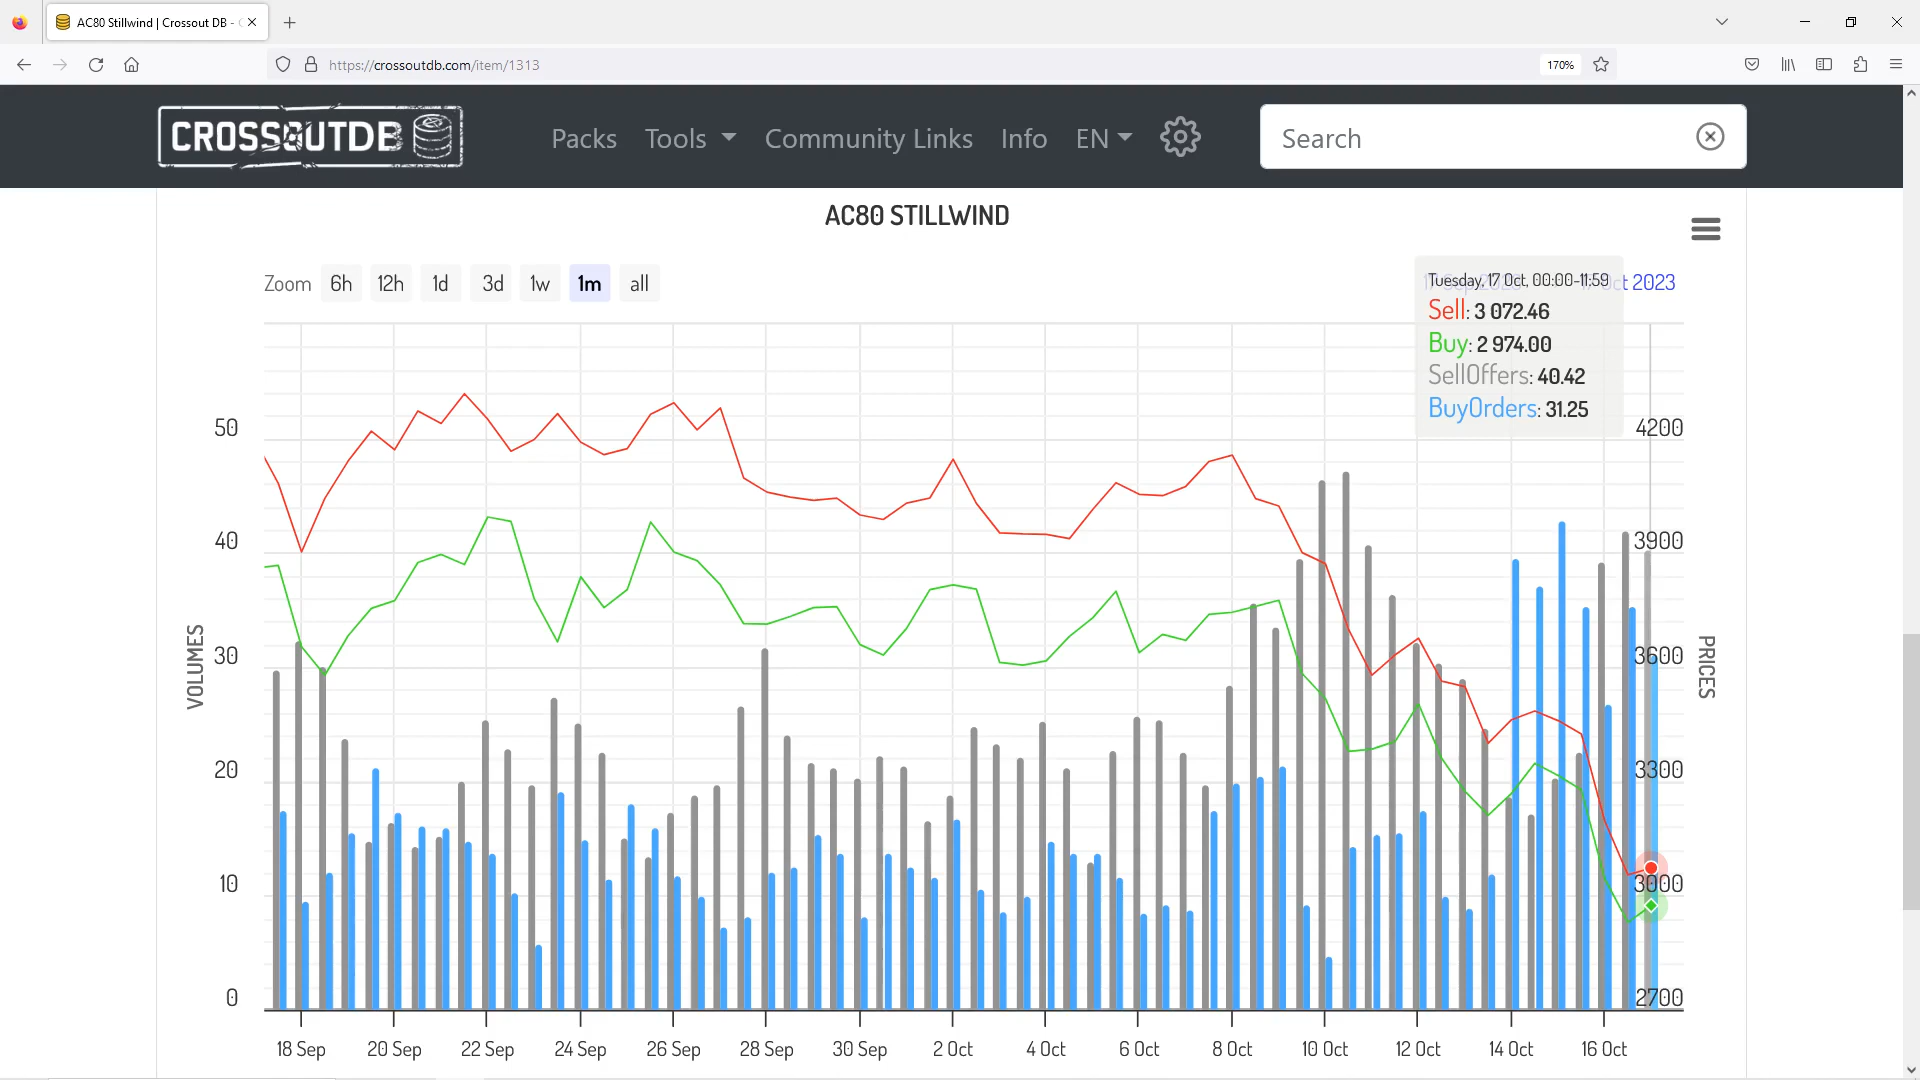 AC80 Stillwind | Crossout DB -
https://crossoutdb.com/item/1313
170%
CROSSOUTDB
Packs
Tools
Community Links
Info
EN
Search
AC80 STILLWIND
Zoom 6h 12h 1d 3d 1w 1m all
Tuesday, 17 Oct, 00:00-11:59
Oct 2023
Sell: 3 072.46
Buy: 2 974.00
SellOffers: 40.42
BuyOrders: 31.25
VOLUMES
50
40
30
20
10
0
PRICES
4200
3900
3600
3300
3000
2700
18 Sep 20 Sep 22 Sep 24 Sep 26 Sep 28 Sep 30 Sep 2 Oct 4 Oct 6 Oct 8 Oct 10 Oct 12 Oct 14 Oct 16 Oct